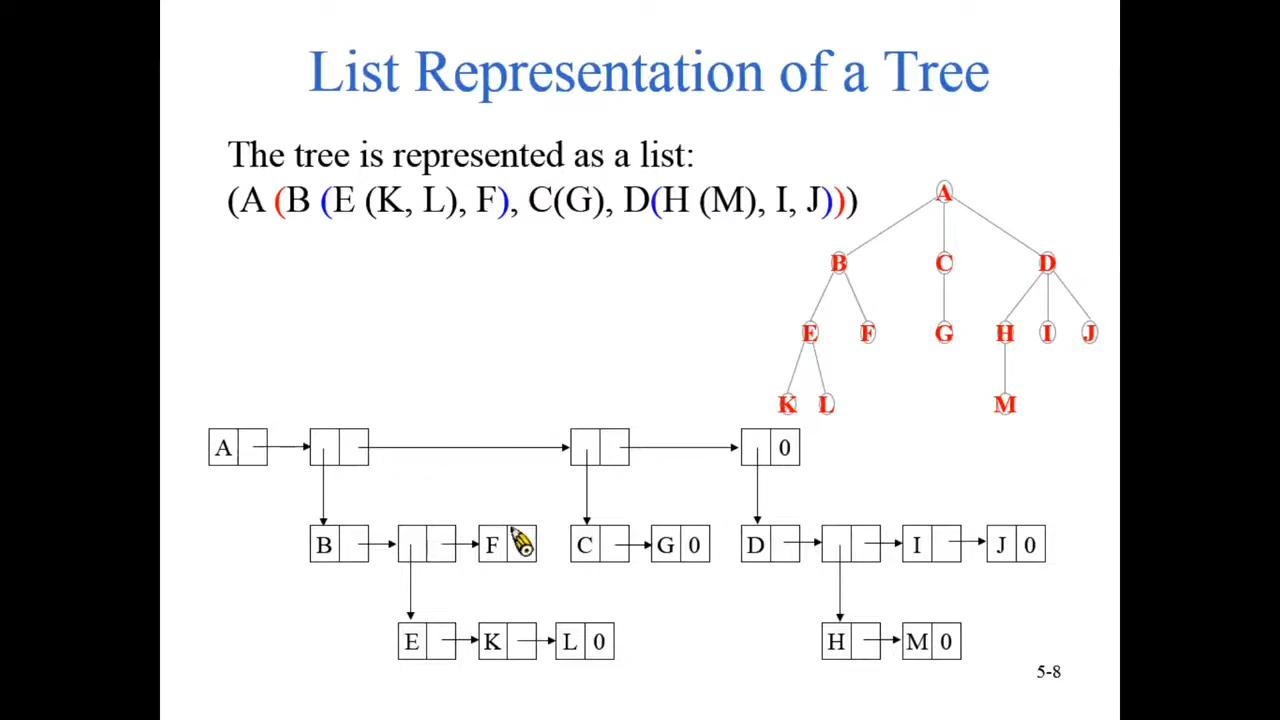 List Representation of a Tree
The tree is represented as a list:
(A (B (E (K, L), F), C(G), D(H (M), I, J)))
A
B C D
E F G H I J
K L M
A 0
B F C G 0 D I J 0
E K L 0 H M 0
5-8